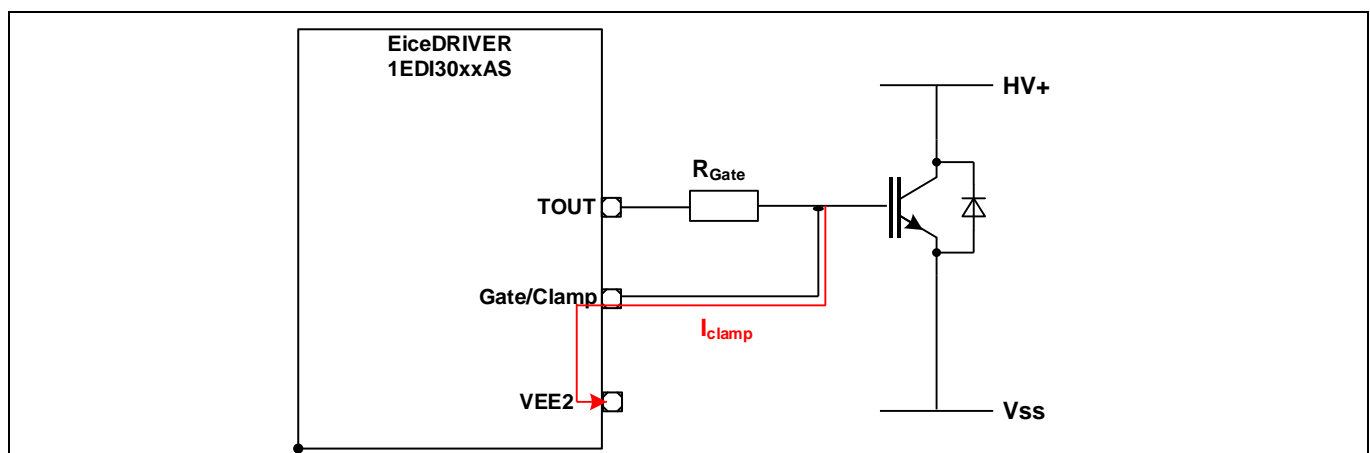 EiceDRIVER
1EDI30xxAS
HV+
RGate
TOUT
Gate/Clamp
Iclamp
VEE2
Vss